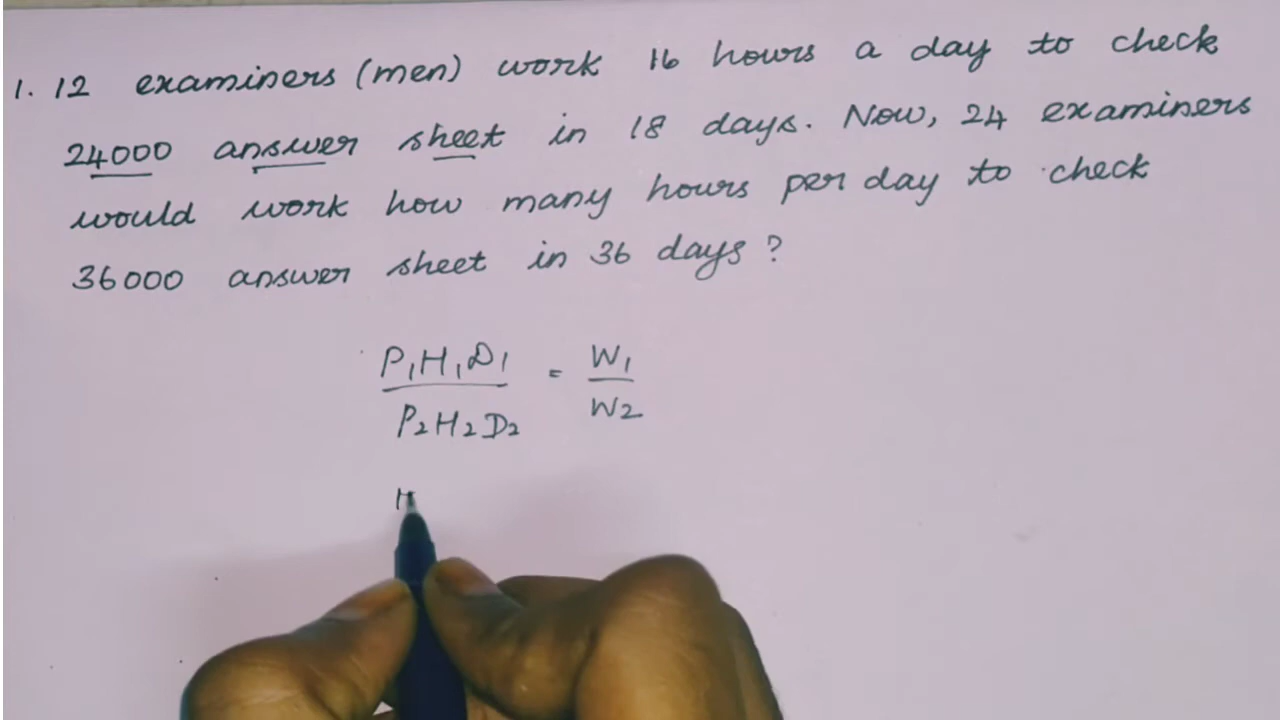 1. 12 examiners (men) work 16 hours a day to check
24000 answer sheet in 18 days. Now, 24 examiners
would work how many hours per day to check
36000 answer sheet in 36 days ?
P₁H₁D₁ / P₂H₂D₂ = W₁ / W₂
H